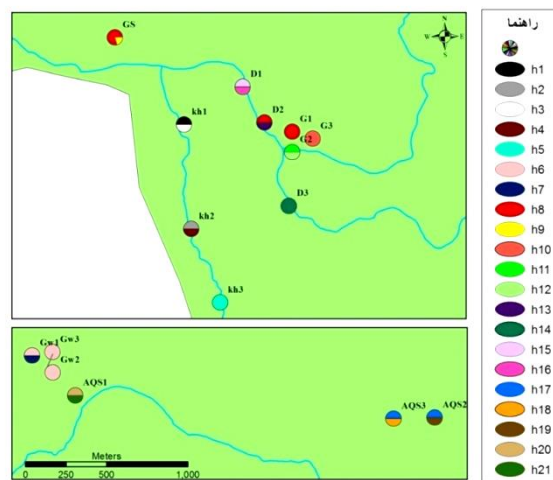 راهنما
GS
N
W E
S
D1
kh1
D2
G1
G3
G2
D3
kh2
kh3
Gw3
Gw1
Gw2
AQS1
AQS3
AQS2
Meters
0 250 500 1,000
h1
h2
h3
h4
h5
h6
h7
h8
h9
h10
h11
h12
h13
h14
h15
h16
h17
h18
h19
h20
h21